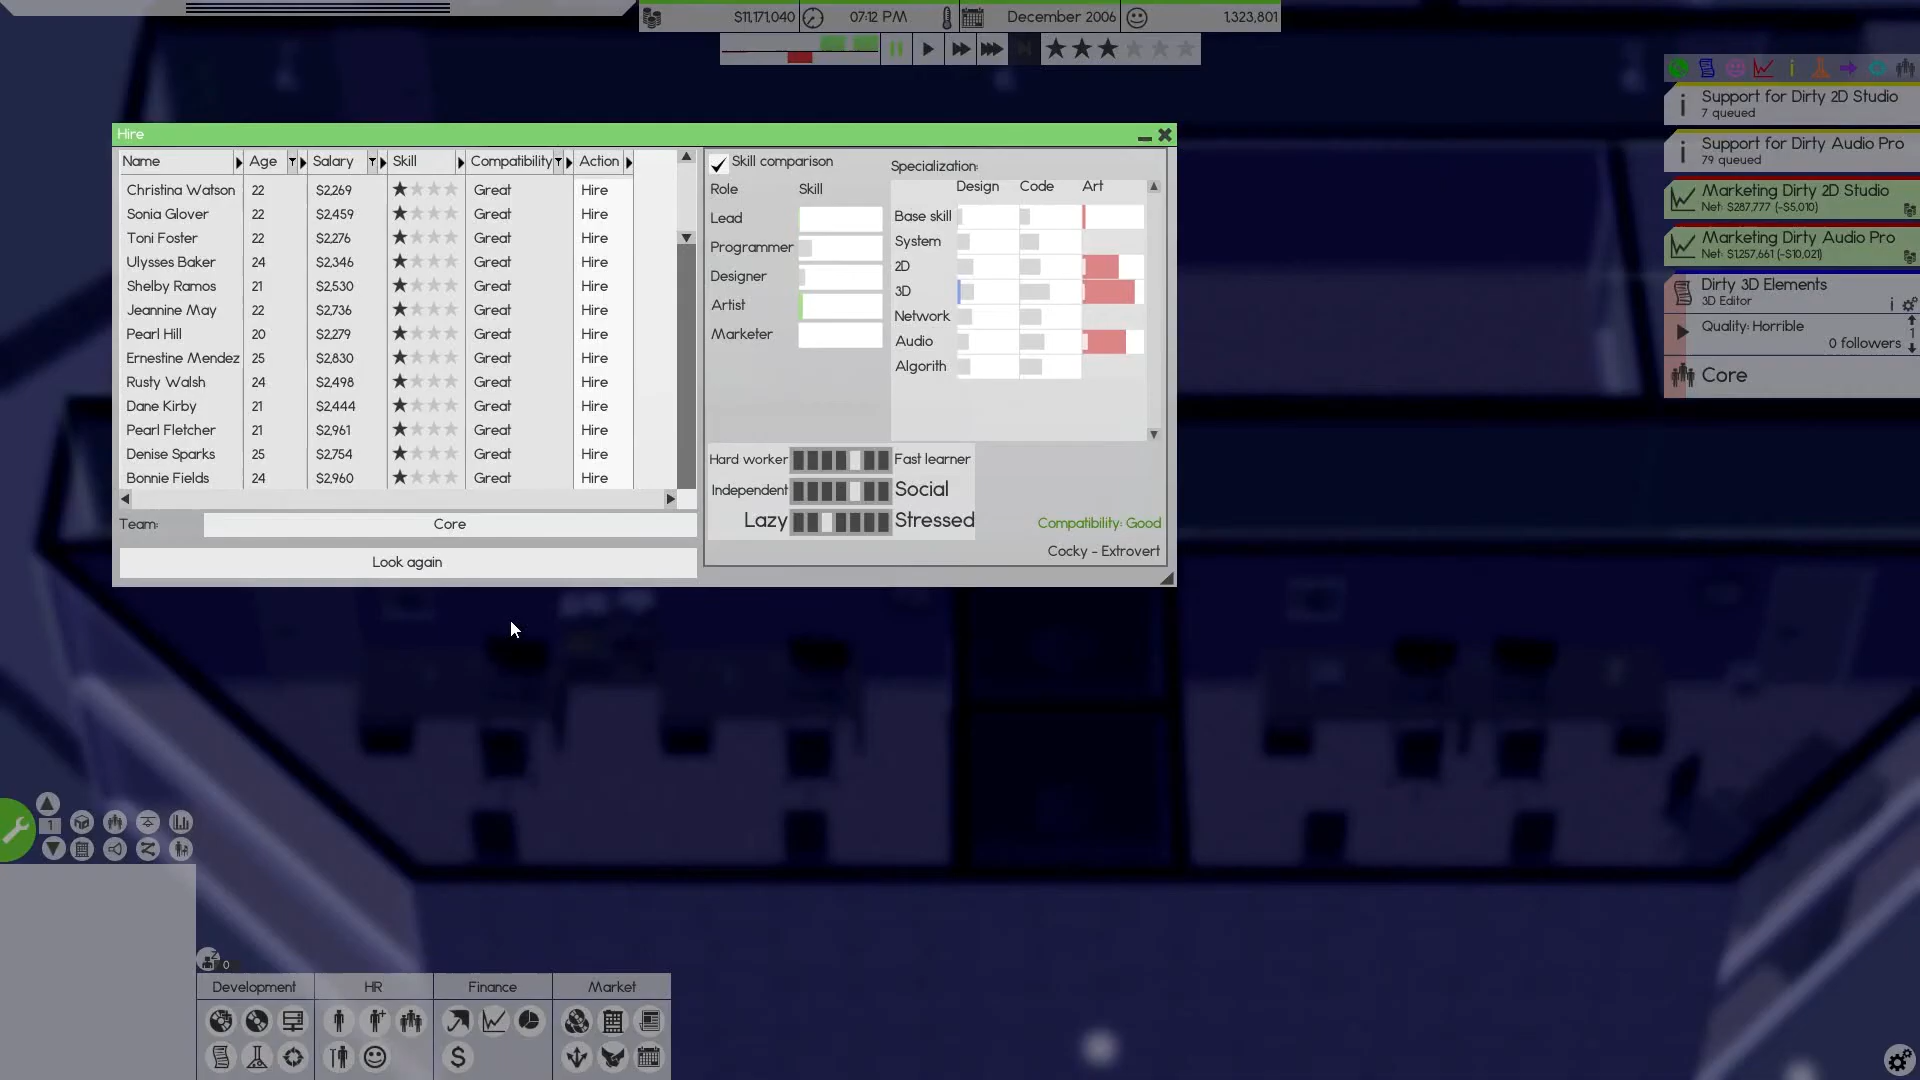 $11,171,040
07:12 PM
December 2006
1,323,801
Support for Dirty 2D Studio
7 queued
Support for Dirty Audio Pro
79 queued
Marketing Dirty 2D Studio
Net: $287,777 (-$5,010)
Marketing Dirty Audio Pro
Net: $1,257,661 (-$10,021)
Dirty 3D Elements
3D Editor
Quality: Horrible
1
0 followers
Core
Hire
Name Age Salary Skill Compatibility Action
Christina Watson 22 $2,269 Great Hire
Sonia Glover 22 $2,459 Great Hire
Toni Foster 22 $2,276 Great Hire
Ulysses Baker 24 $2,346 Great Hire
Shelby Ramos 21 $2,530 Great Hire
Jeannine May 22 $2,736 Great Hire
Pearl Hill 20 $2,279 Great Hire
Ernestine Mendez 25 $2,830 Great Hire
Rusty Walsh 24 $2,498 Great Hire
Dane Kirby 21 $2,444 Great Hire
Pearl Fletcher 21 $2,961 Great Hire
Denise Sparks 25 $2,754 Great Hire
Bonnie Fields 24 $2,960 Great Hire
Team: Core
Look again
Skill comparison
Role Skill
Lead
Programmer
Designer
Artist
Marketer
Specialization:
Design Code Art
Base skill
System
2D
3D
Network
Audio
Algorith
Hard worker Fast learner
Independent Social
Lazy Stressed
Compatibility: Good
Cocky - Extrovert
1
0
Development HR Finance Market